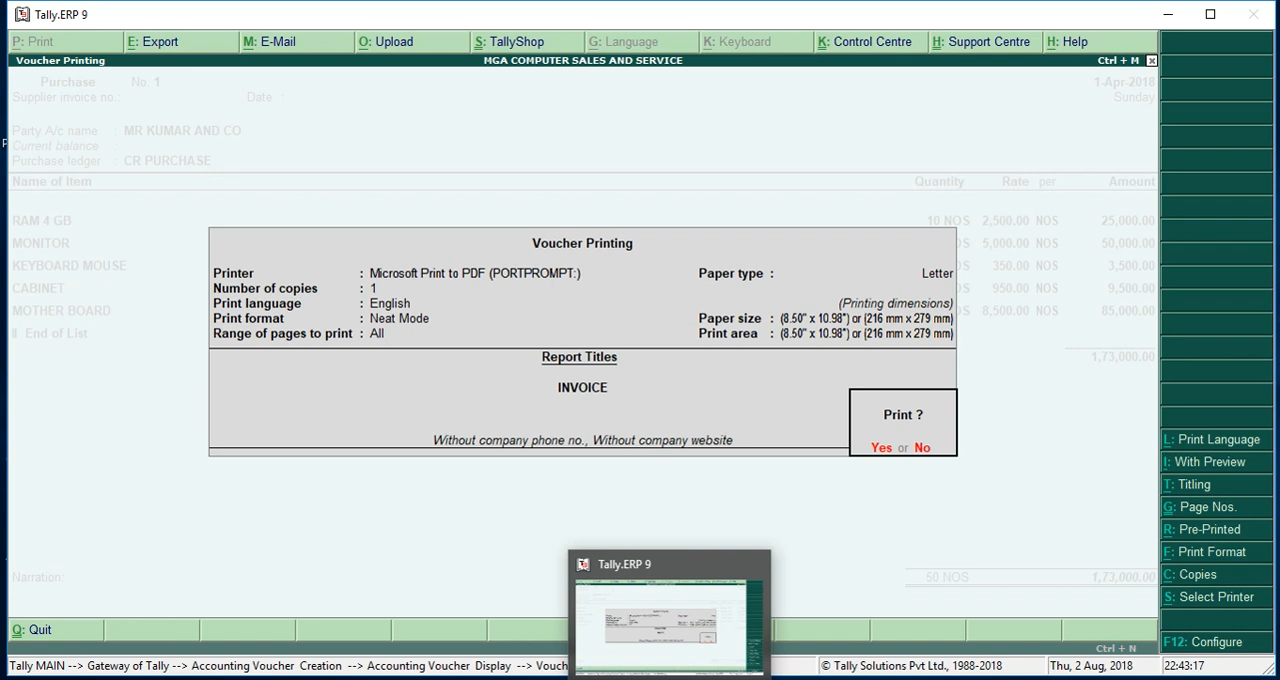 Tally.ERP 9
P: Print E: Export M: E-Mail O: Upload S: TallyShop G: Language K: Keyboard K: Control Centre H: Support Centre H: Help
Voucher Printing MGA COMPUTER SALES AND SERVICE Ctrl + M
Purchase No. 1 1-Apr-2018
Supplier invoice no.: Date : Sunday
Party A/c name : MR KUMAR AND CO
Current balance :
Purchase ledger : CR PURCHASE
Name of Item Quantity Rate per Amount
RAM 4 GB 10 NOS 2,500.00 NOS 25,000.00
MONITOR OS 5,000.00 NOS 50,000.00
KEYBOARD MOUSE OS 350.00 NOS 3,500.00
CABINET OS 950.00 NOS 9,500.00
MOTHER BOARD OS 8,500.00 NOS 85,000.00
End of List
1,73,000.00
Voucher Printing
Printer : Microsoft Print to PDF (PORTPROMPT:) Paper type : Letter
Number of copies : 1
Print language : English (Printing dimensions)
Print format : Neat Mode Paper size : (8.50" x 10.98") or (216 mm x 279 mm)
Range of pages to print : All Print area : (8.50" x 10.98") or (216 mm x 279 mm)
Report Titles
INVOICE
Print ?
Without company phone no., Without company website
Yes or No
L: Print Language
I: With Preview
T: Titling
G: Page Nos.
R: Pre-Printed
F: Print Format
C: Copies
S: Select Printer
F12: Configure
Tally.ERP 9
Narration: 50 NOS 1,73,000.00
Q: Quit
Ctrl + N
Tally MAIN --> Gateway of Tally --> Accounting Voucher Creation --> Accounting Voucher Display --> Vouch © Tally Solutions Pvt Ltd., 1988-2018 Thu, 2 Aug, 2018 22:43:17